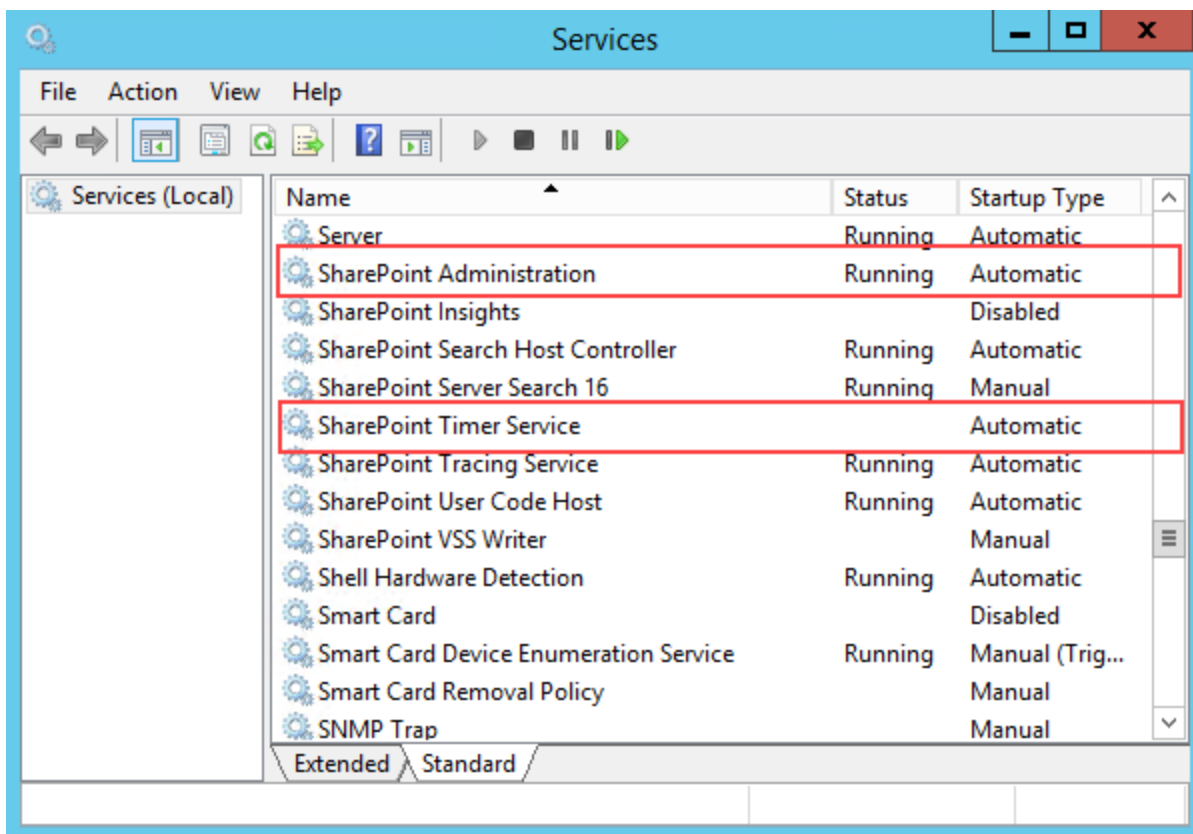 Services
File Action View Help
Services (Local)
Name Status Startup Type
Server Running Automatic
SharePoint Administration Running Automatic
SharePoint Insights Disabled
SharePoint Search Host Controller Running Automatic
SharePoint Server Search 16 Running Manual
SharePoint Timer Service Automatic
SharePoint Tracing Service Running Automatic
SharePoint User Code Host Running Automatic
SharePoint VSS Writer Manual
Shell Hardware Detection Running Automatic
Smart Card Disabled
Smart Card Device Enumeration Service Running Manual (Trig...
Smart Card Removal Policy Manual
SNMP Trap Manual
Extended Standard